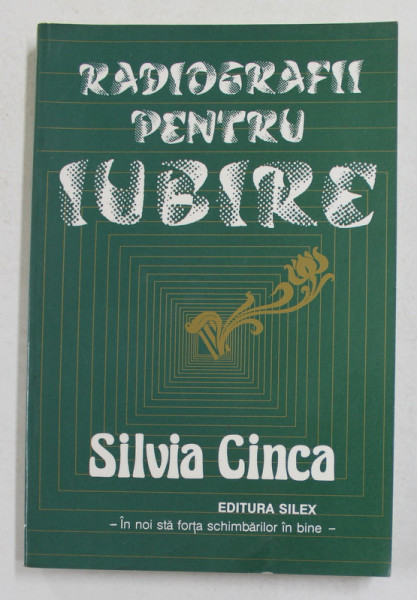 RADIOGRAFII
PENTRU
IUBIRE
Silvia Cinca
EDITURA SILEX
– În noi stă forța schimbărilor în bine –